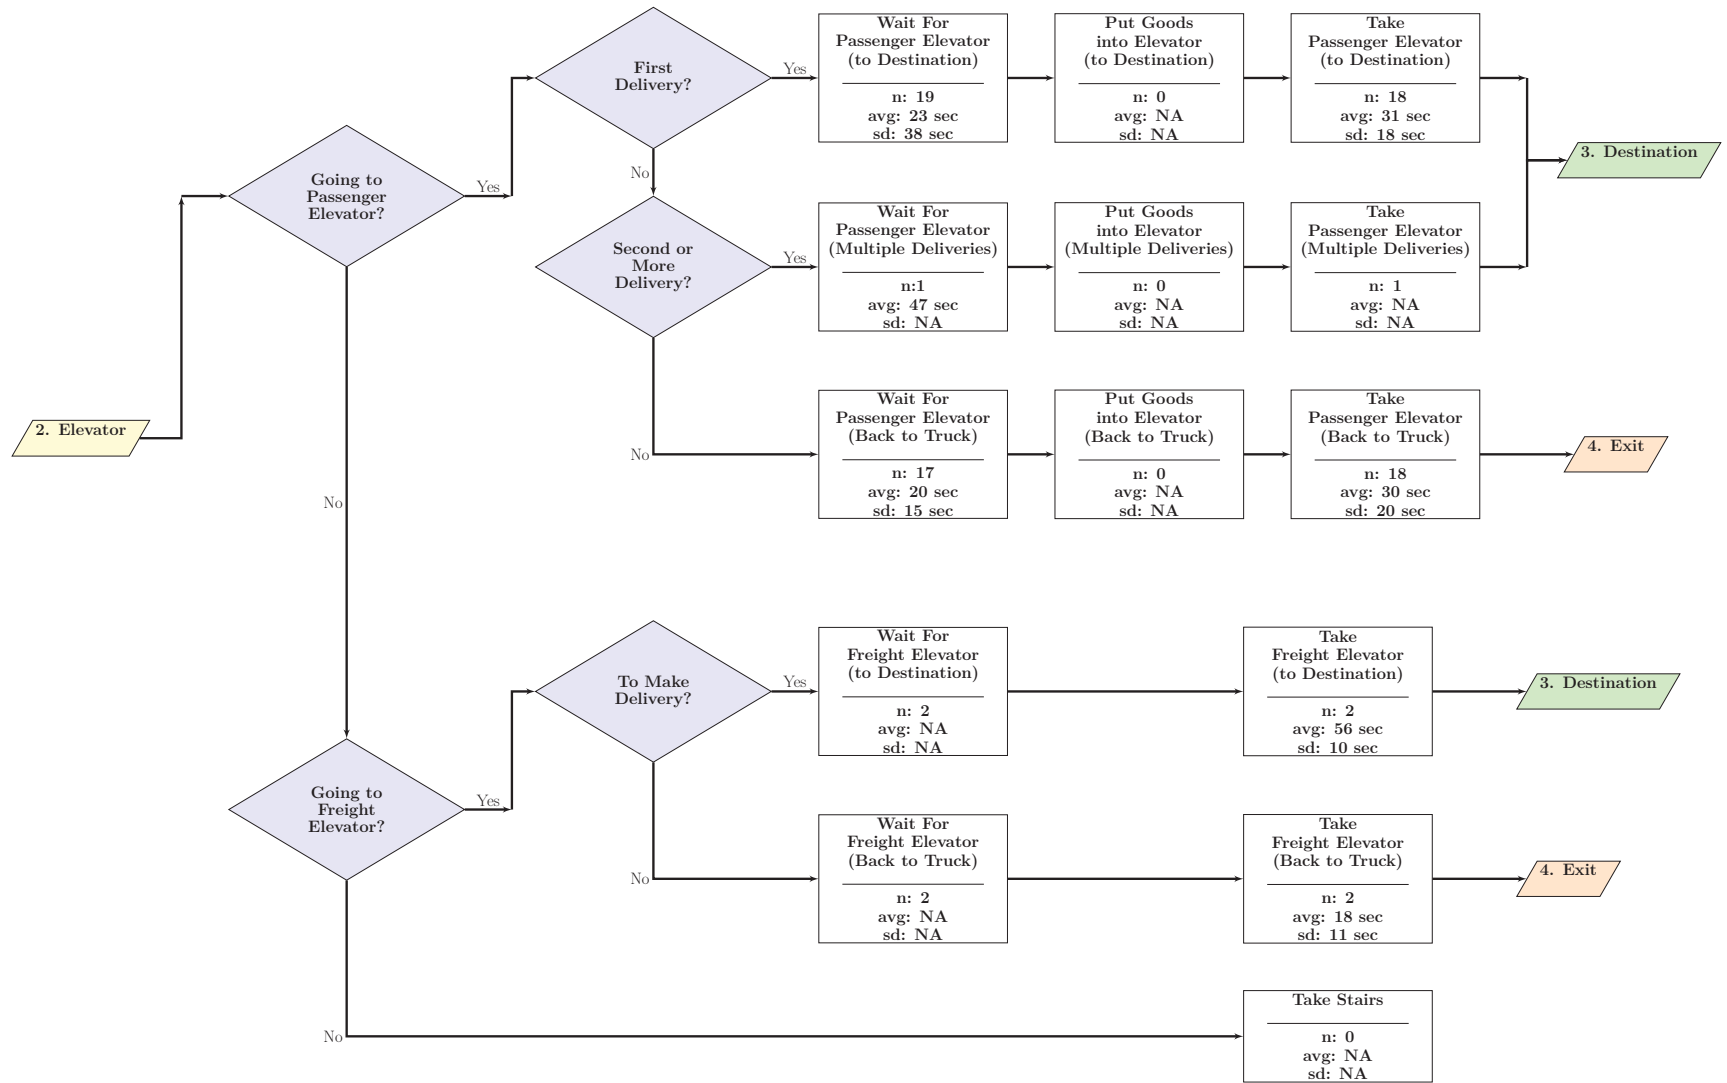 First
Delivery?
Yes
Wait For
Passenger Elevator
(to Destination)
n: 19
avg: 23 sec
sd: 38 sec
Put Goods
into Elevator
(to Destination)
n: 0
avg: NA
sd: NA
Take
Passenger Elevator
(to Destination)
n: 18
avg: 31 sec
sd: 18 sec
3. Destination
Going to
Passenger
Elevator?
Yes
No
Second or
More
Delivery?
Yes
Wait For
Passenger Elevator
(Multiple Deliveries)
n:1
avg: 47 sec
sd: NA
Put Goods
into Elevator
(Multiple Deliveries)
n: 0
avg: NA
sd: NA
Take
Passenger Elevator
(Multiple Deliveries)
n: 1
avg: NA
sd: NA
2. Elevator
No
Wait For
Passenger Elevator
(Back to Truck)
n: 17
avg: 20 sec
sd: 15 sec
Put Goods
into Elevator
(Back to Truck)
n: 0
avg: NA
sd: NA
Take
Passenger Elevator
(Back to Truck)
n: 18
avg: 30 sec
sd: 20 sec
4. Exit
No
To Make
Delivery?
Yes
Wait For
Freight Elevator
(to Destination)
n: 2
avg: NA
sd: NA
Take
Freight Elevator
(to Destination)
n: 2
avg: 56 sec
sd: 10 sec
3. Destination
Going to
Freight
Elevator?
Yes
No
Wait For
Freight Elevator
(Back to Truck)
n: 2
avg: NA
sd: NA
Take
Freight Elevator
(Back to Truck)
n: 2
avg: 18 sec
sd: 11 sec
4. Exit
No
Take Stairs
n: 0
avg: NA
sd: NA